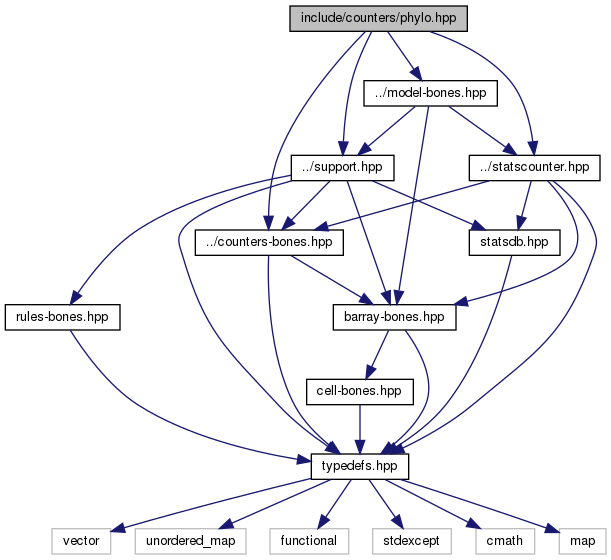 include/counters/phylo.hpp
../model-bones.hpp
../support.hpp
../statscounter.hpp
../counters-bones.hpp
statsdb.hpp
rules-bones.hpp
barray-bones.hpp
cell-bones.hpp
typedefs.hpp
vector
unordered_map
functional
stdexcept
cmath
map